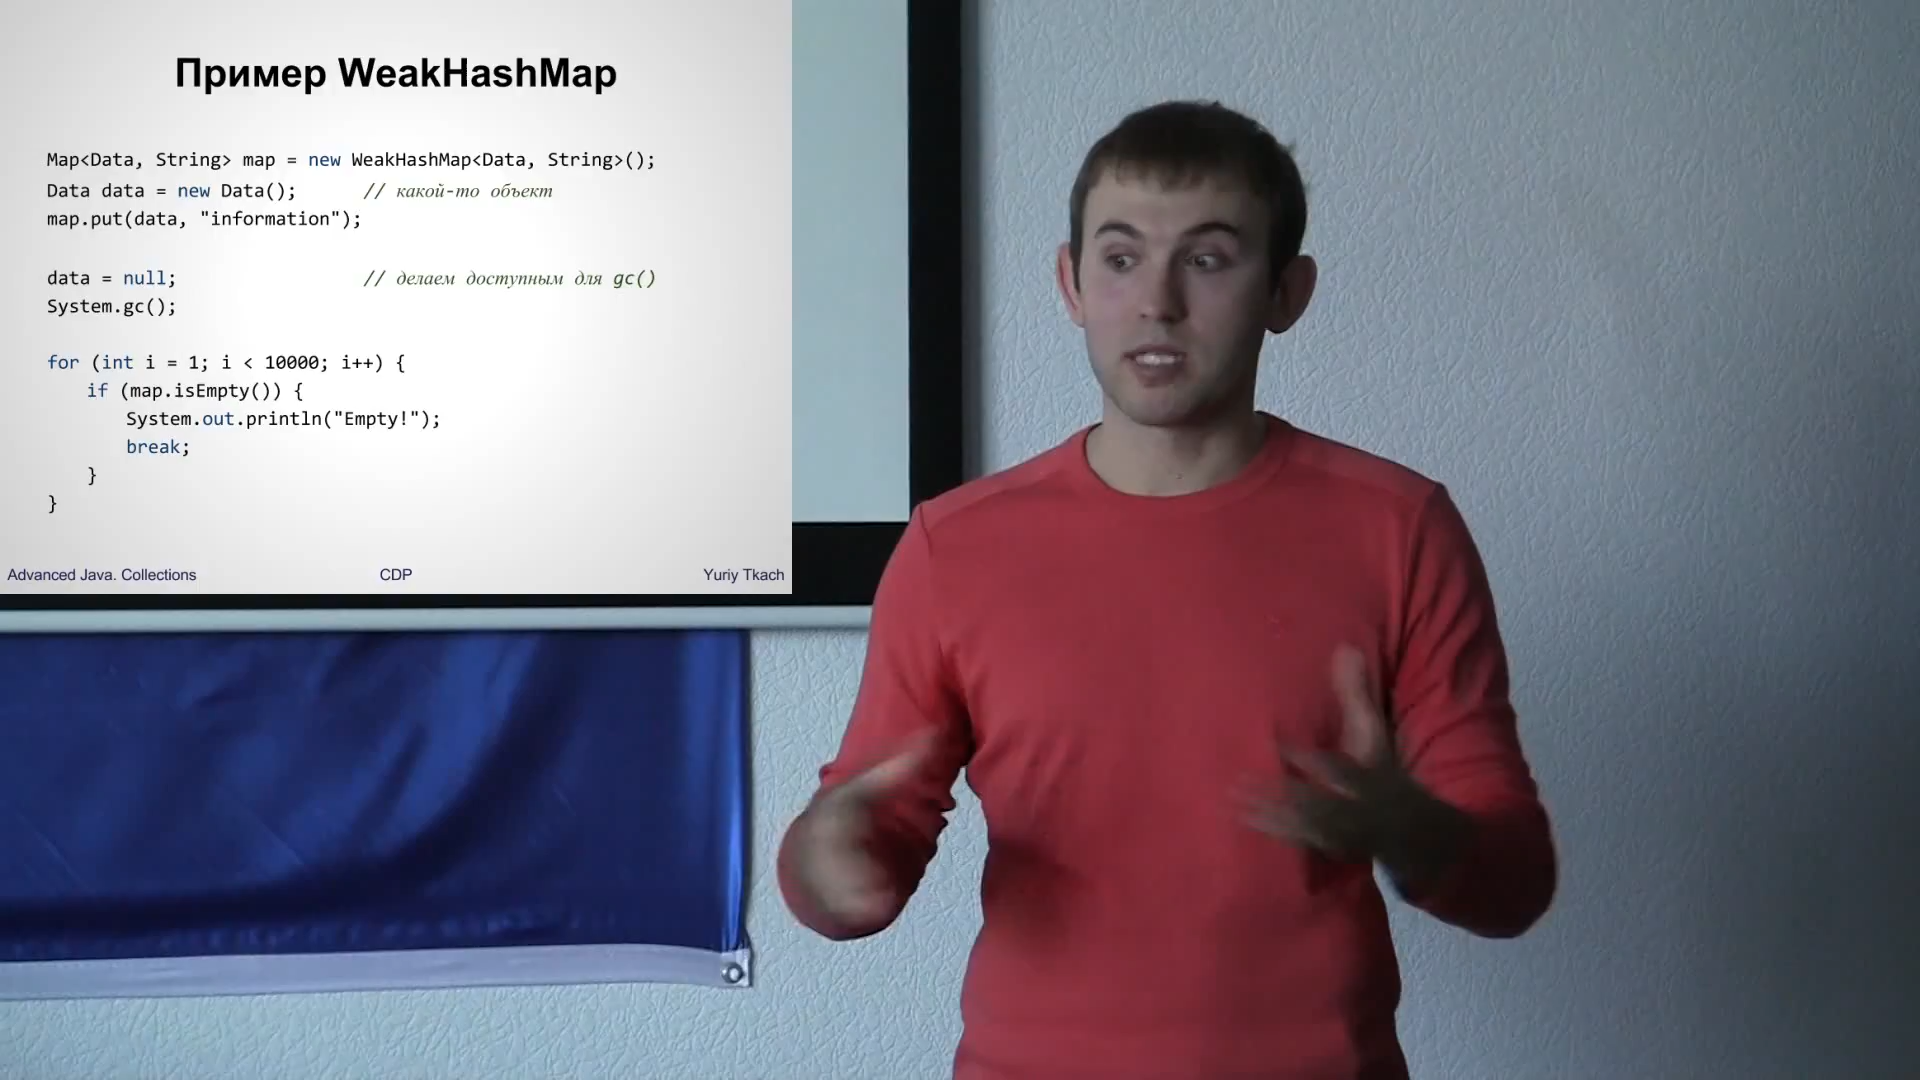 Пример WeakHashMap
Map<Data, String> map = new WeakHashMap<Data, String>();
Data data = new Data(); // какой-то объект
map.put(data, "information");
data = null; // делаем доступным для gc()
System.gc();
for (int i = 1; i < 10000; i++) {
if (map.isEmpty()) {
System.out.println("Empty!");
break;
}
}
Advanced Java. Collections CDP Yuriy Tkach